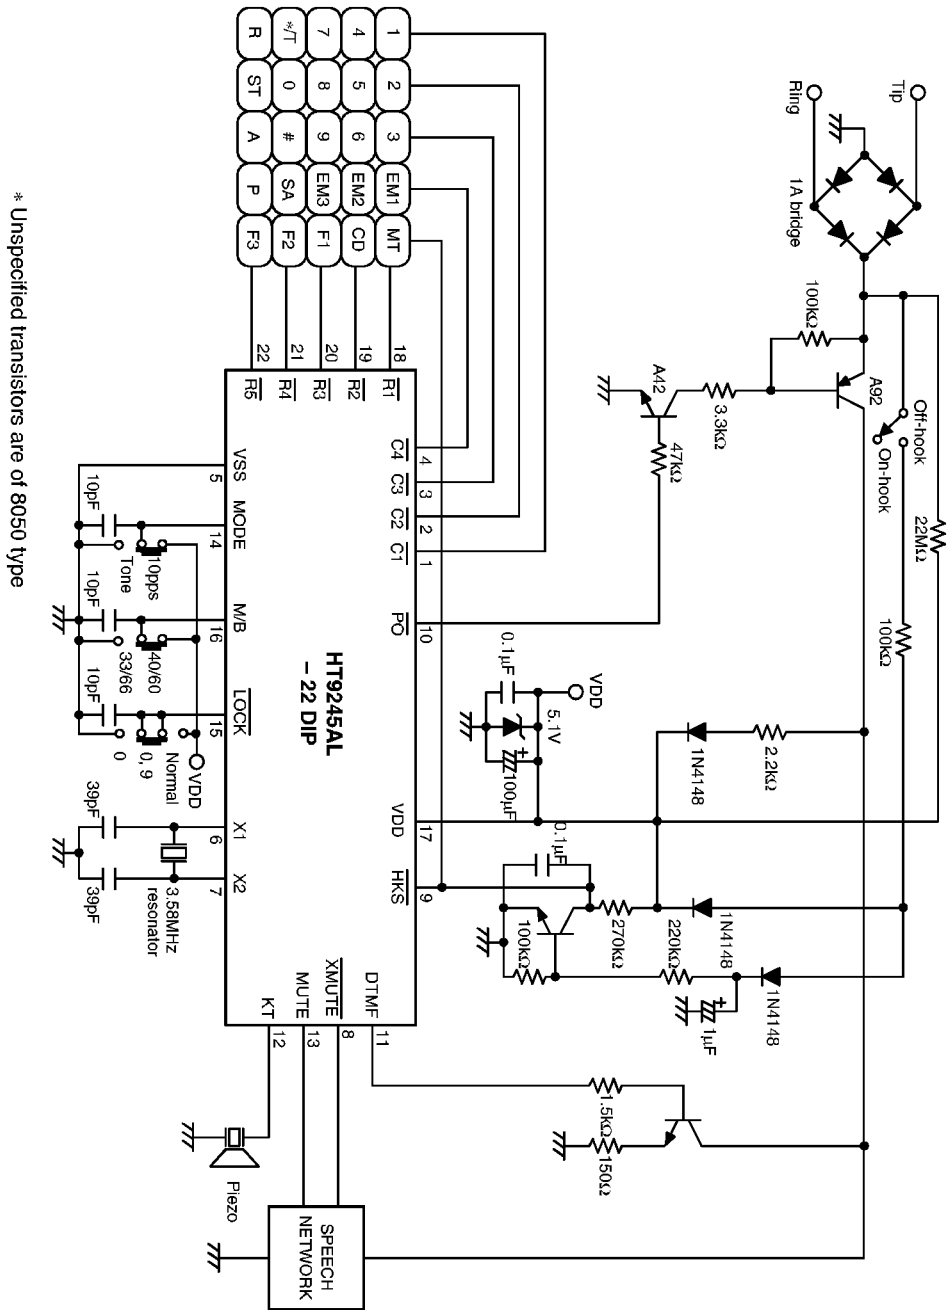 Tip
Ring
1A bridge
100kΩ
A92
Off-hook
On-hook
22MΩ
100kΩ
A42
3.3kΩ
47kΩ
2.2kΩ
1N4148
1N4148
1N4148
VDD
0.1µF
5.1V
100µF
0.1µF
270kΩ
220kΩ
100kΩ
+
1µF
+
1.5kΩ
150Ω
1 2 3 EM1 MT
4 5 6 EM2 CD
7 8 9 EM3 F1
*/T 0 # SA F2
R ST A P F3
18 R1
19 R2
20 R3
21 R4
22 R5
C4 4
C3 3
C2 2
C1 1
PO 10
VDD 17
HKS 9
HT9245AL
– 22 DIP
DTMF 11
XMUTE 8
MUTE 13
KT 12
VSS 5
MODE 14
M/B 16
LOCK 15
X1 6
X2 7
10pF
10pps
Tone
10pF
40/60
33/66
10pF
Normal
0, 9
0
VDD
39pF
39pF
3.58MHz
resonator
Piezo
SPEECH
NETWORK
* Unspecified transistors are of 8050 type